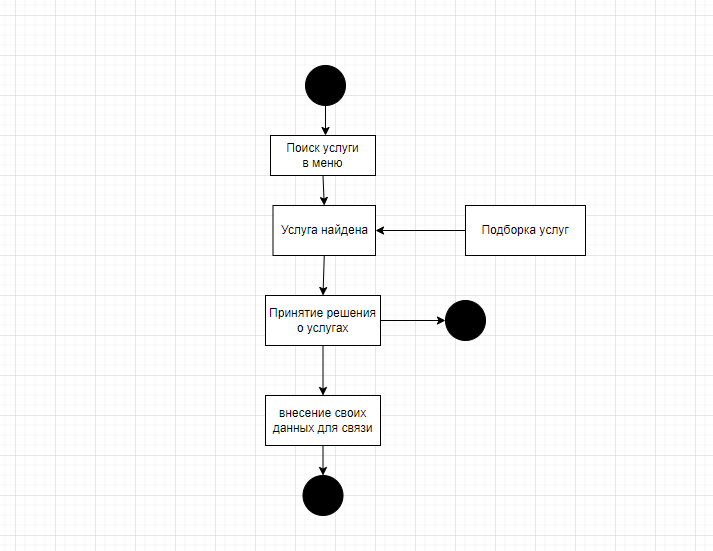 Поиск услуги
в меню
Услуга найдена
Подборка услуг
Принятие решения
о услугах
внесение своих
данных для связи